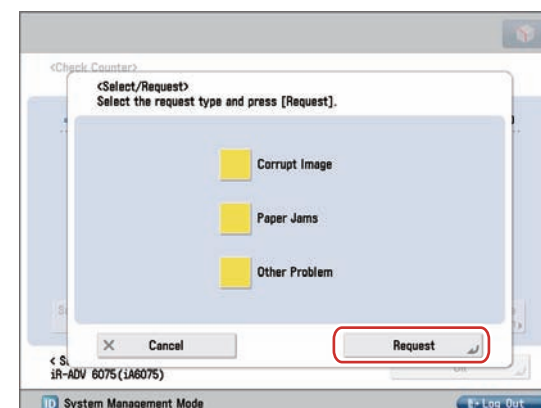 <Check Counter>
<Select/Request>
Select the request type and press [Request].
Corrupt Image
Paper Jams
Other Problem
Cancel
Request
< S
iR-ADV 6075(iA6075)
ID System Management Mode
Log Out